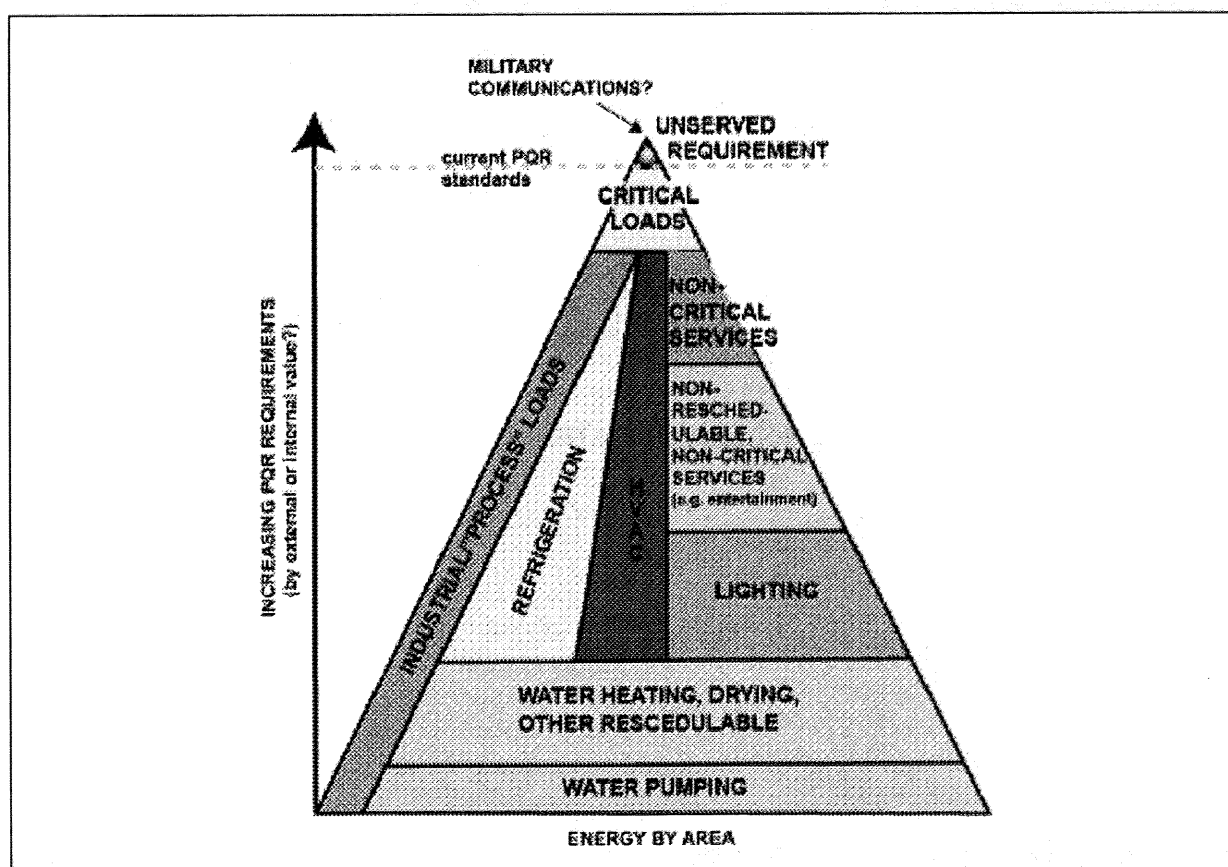 MILITARY
COMMUNICATIONS?
UNSERVED
REQUIREMENT
current PQR
standards
CRITICAL
LOADS
NON-
CRITICAL
SERVICES
NON-
RESCHED-
ULABLE,
NON-CRITICAL
SERVICES
(e.g. entertainment)
INCREASING PQR REQUIREMENTS
(by external or internal value?)
INDUSTRIAL/"PROCESS" LOADS
REFRIGERATION
HVAC
LIGHTING
WATER HEATING, DRYING,
OTHER RESCEDULABLE
WATER PUMPING
ENERGY BY AREA